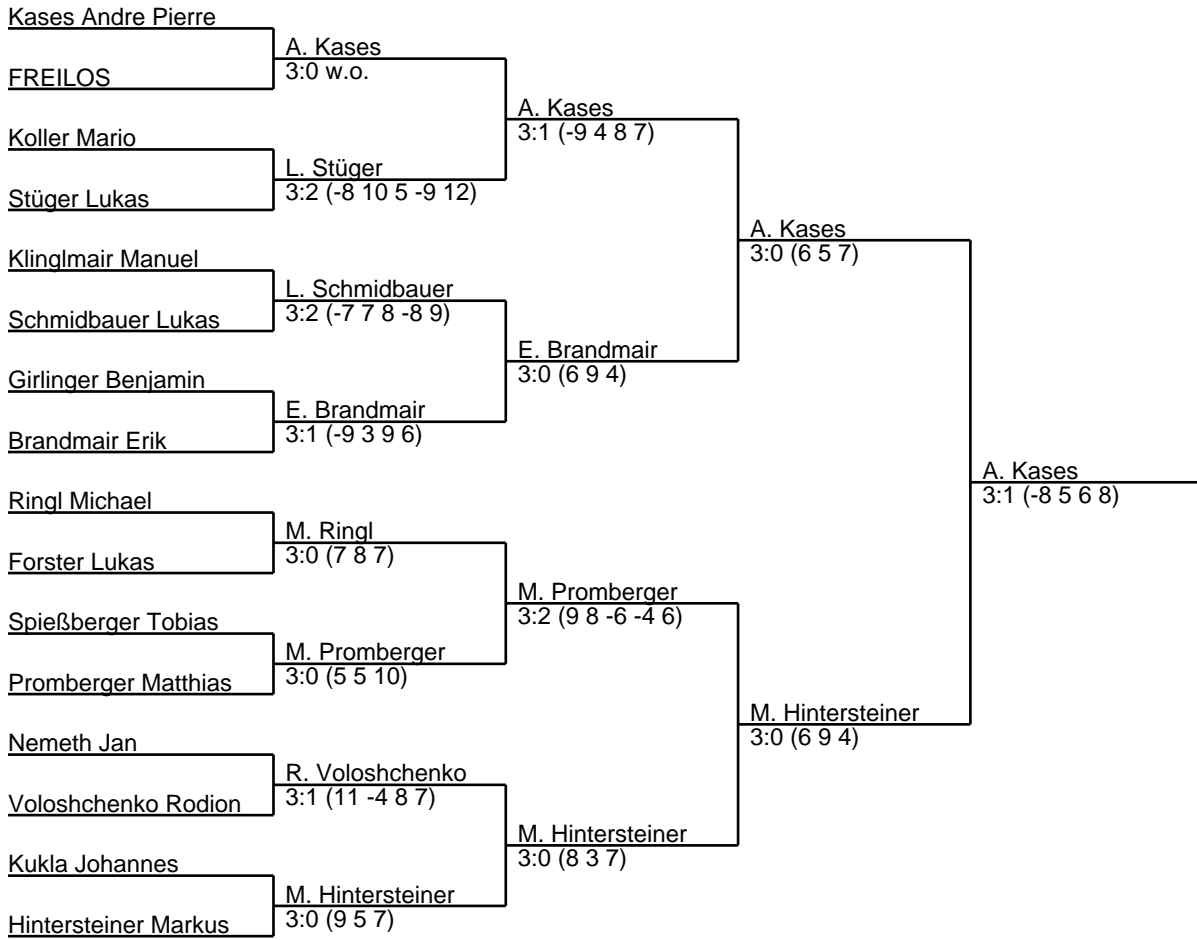 Kases Andre Pierre
FREILOS
Koller Mario
Stüger Lukas
Klinglmair Manuel
Schmidbauer Lukas
Girlinger Benjamin
Brandmair Erik
Ringl Michael
Forster Lukas
Spießberger Tobias
Promberger Matthias
Nemeth Jan
Voloshchenko Rodion
Kukla Johannes
Hintersteiner Markus
A. Kases
3:0 w.o.
L. Stüger
3:2 (-8 10 5 -9 12)
L. Schmidbauer
3:2 (-7 7 8 -8 9)
E. Brandmair
3:1 (-9 3 9 6)
M. Ringl
3:0 (7 8 7)
M. Promberger
3:0 (5 5 10)
R. Voloshchenko
3:1 (11 -4 8 7)
M. Hintersteiner
3:0 (9 5 7)
A. Kases
3:1 (-9 4 8 7)
E. Brandmair
3:0 (6 9 4)
M. Promberger
3:2 (9 8 -6 -4 6)
M. Hintersteiner
3:0 (8 3 7)
A. Kases
3:0 (6 5 7)
M. Hintersteiner
3:0 (6 9 4)
A. Kases
3:1 (-8 5 6 8)